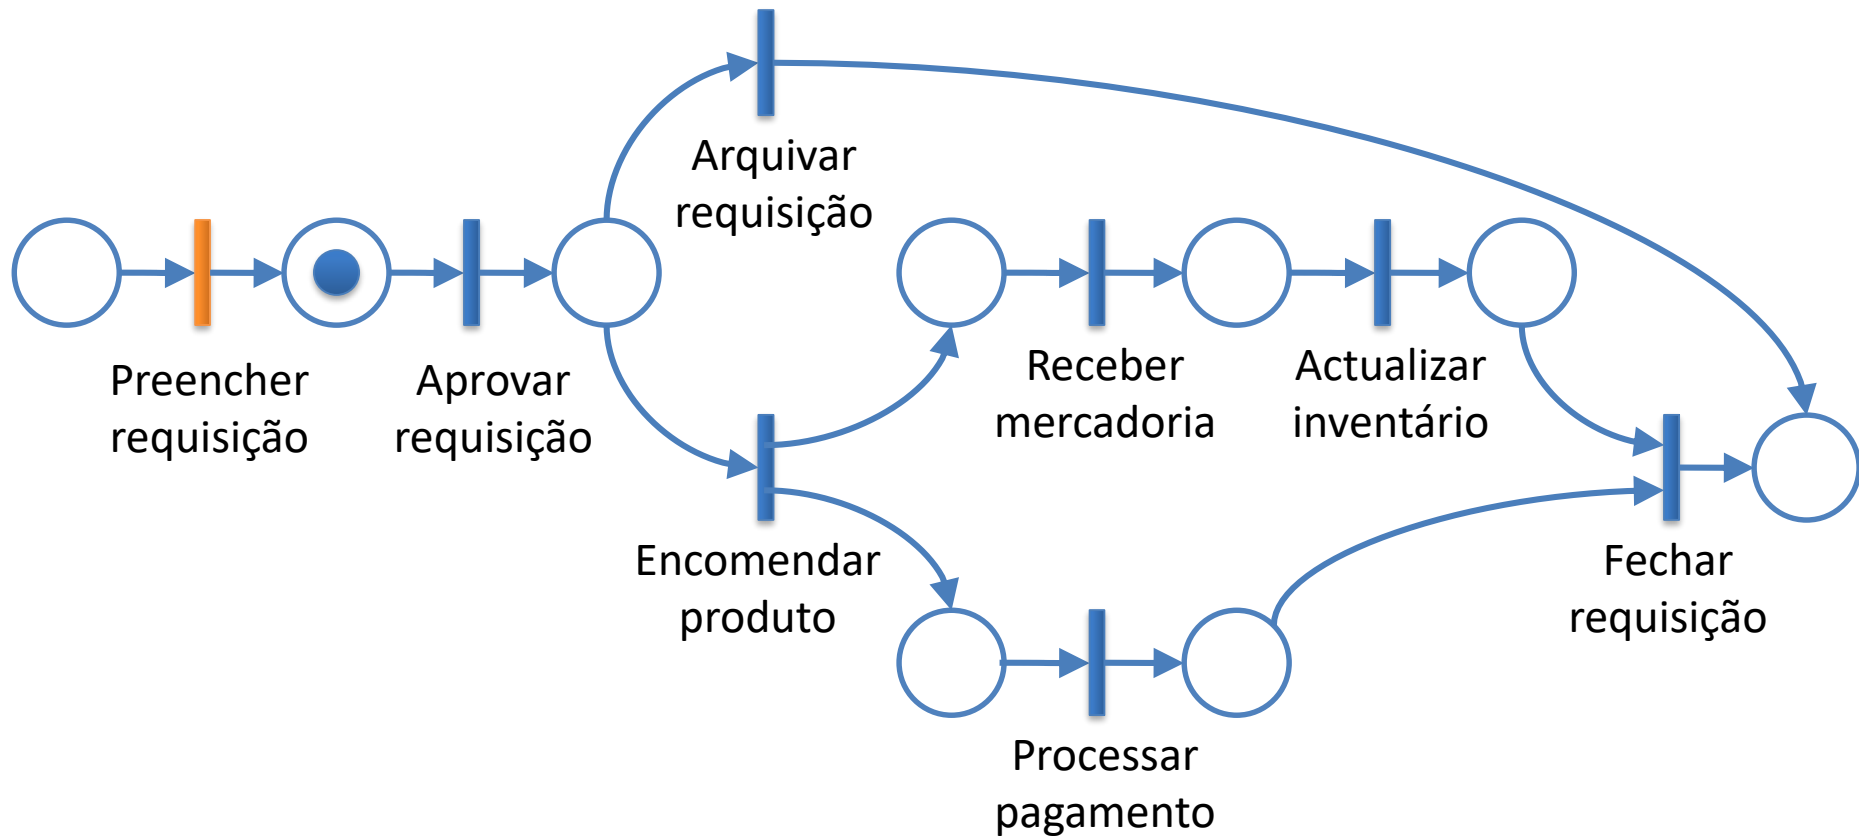 Arquivar
requisição
Preencher
requisição
Aprovar
requisição
Receber
mercadoria
Actualizar
inventário
Encomendar
produto
Fechar
requisição
Processar
pagamento